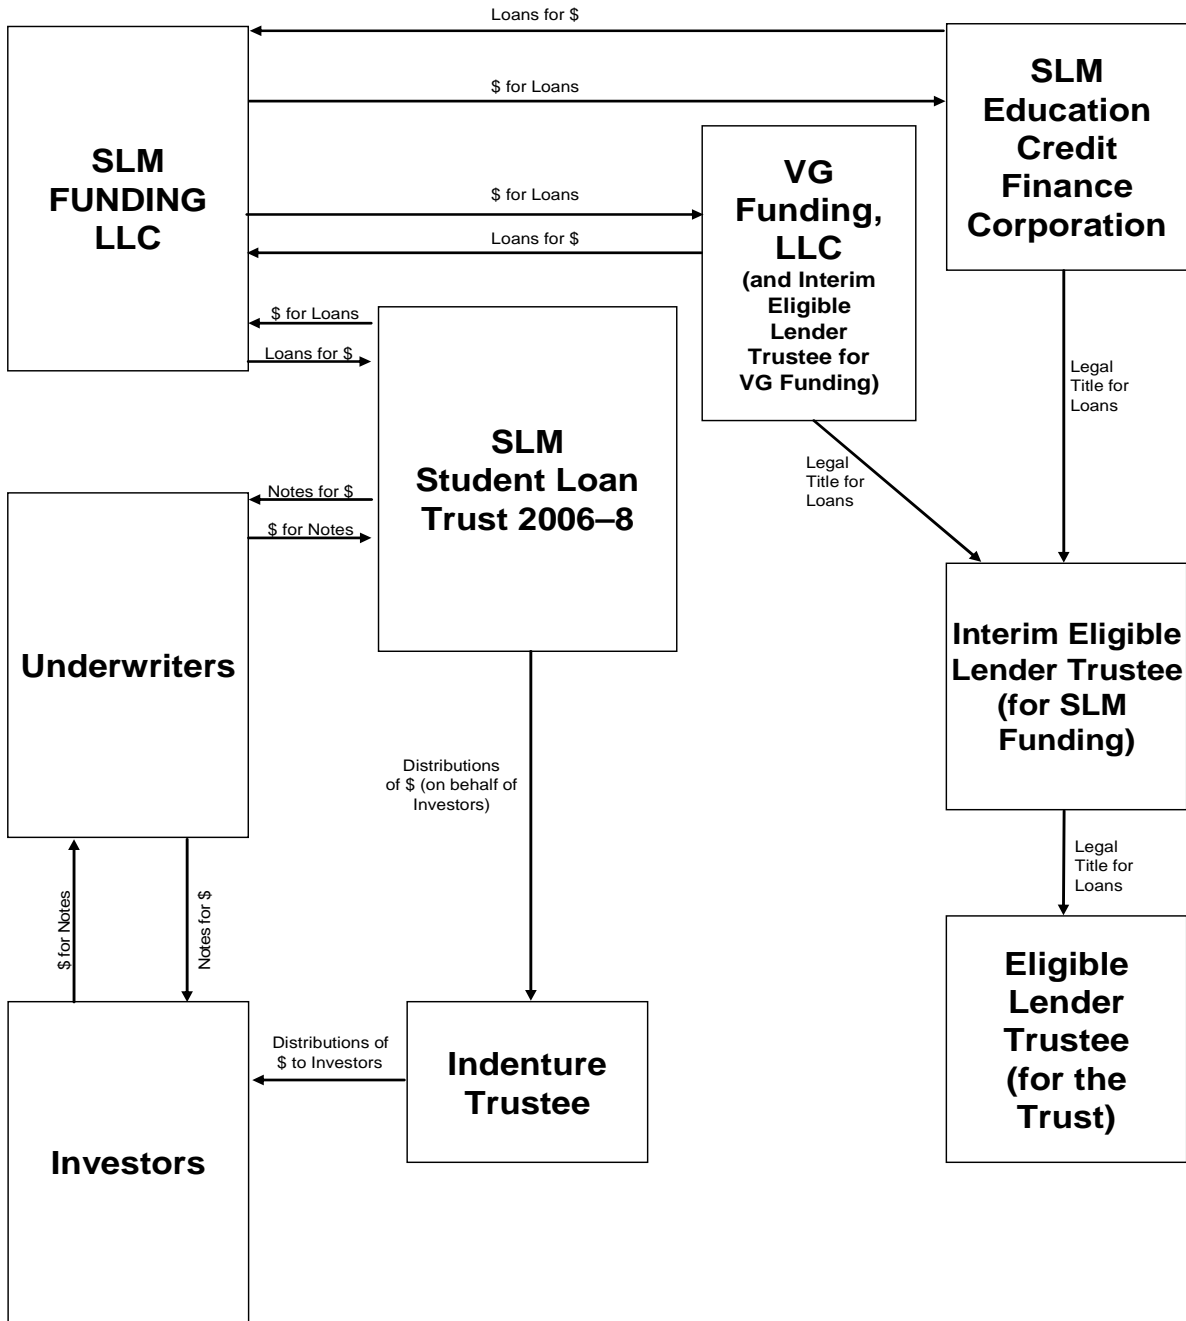 Loans for $
$ for Loans
SLM
FUNDING
LLC
SLM
Education
Credit
Finance
Corporation
VG
Funding,
LLC
(and Interim
Eligible
Lender
Trustee for
VG Funding)
$ for Loans
Loans for $
$ for Loans
Loans for $
Legal
Title for
Loans
SLM
Student Loan
Trust 2006–8
Legal
Title for
Loans
Notes for $
$ for Notes
Underwriters
Interim Eligible
Lender Trustee
(for SLM
Funding)
Distributions
of $ (on behalf of
Investors)
Legal
Title for
Loans
$ for Notes
Notes for $
Eligible
Lender
Trustee
(for the
Trust)
Distributions of
$ to Investors
Indenture
Trustee
Investors